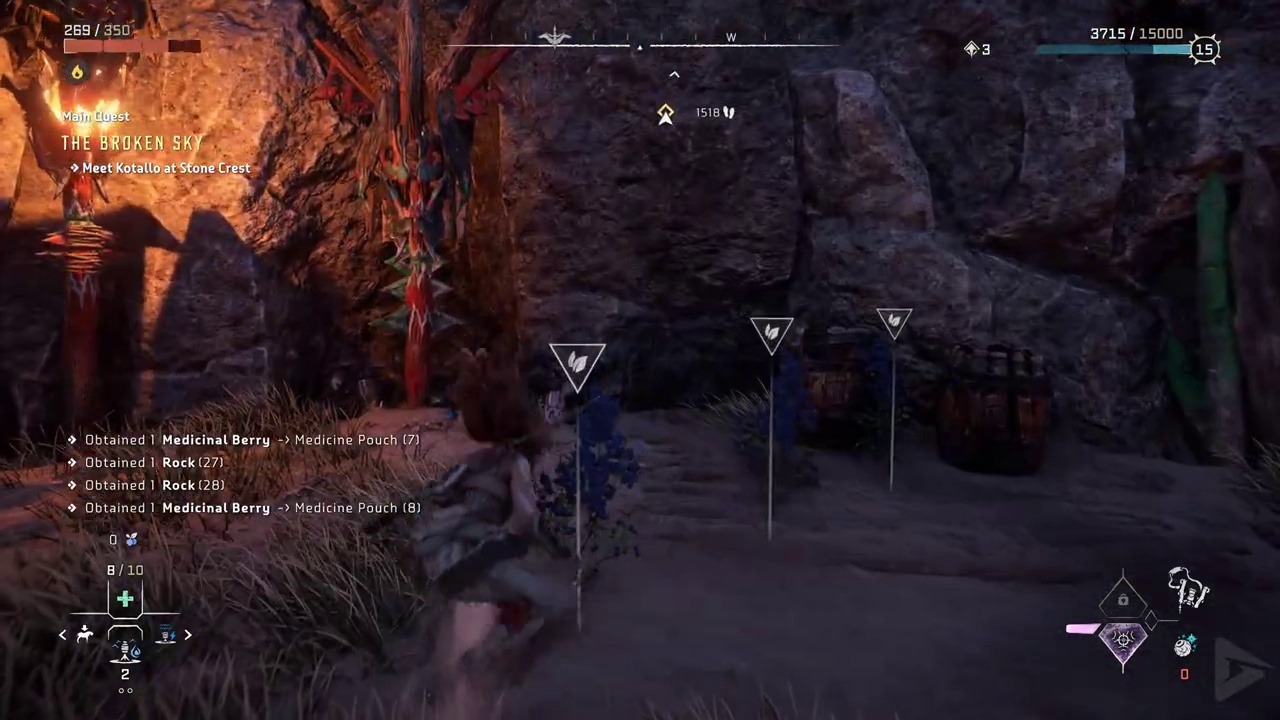 269 / 350
W
3
3715 / 15000
15
1518
Main Quest
THE BROKEN SKY
Meet Kotallo at Stone Crest
Obtained 1 Medicinal Berry -> Medicine Pouch (7)
Obtained 1 Rock (27)
Obtained 1 Rock (28)
Obtained 1 Medicinal Berry -> Medicine Pouch (8)
0
8 / 10
2
0